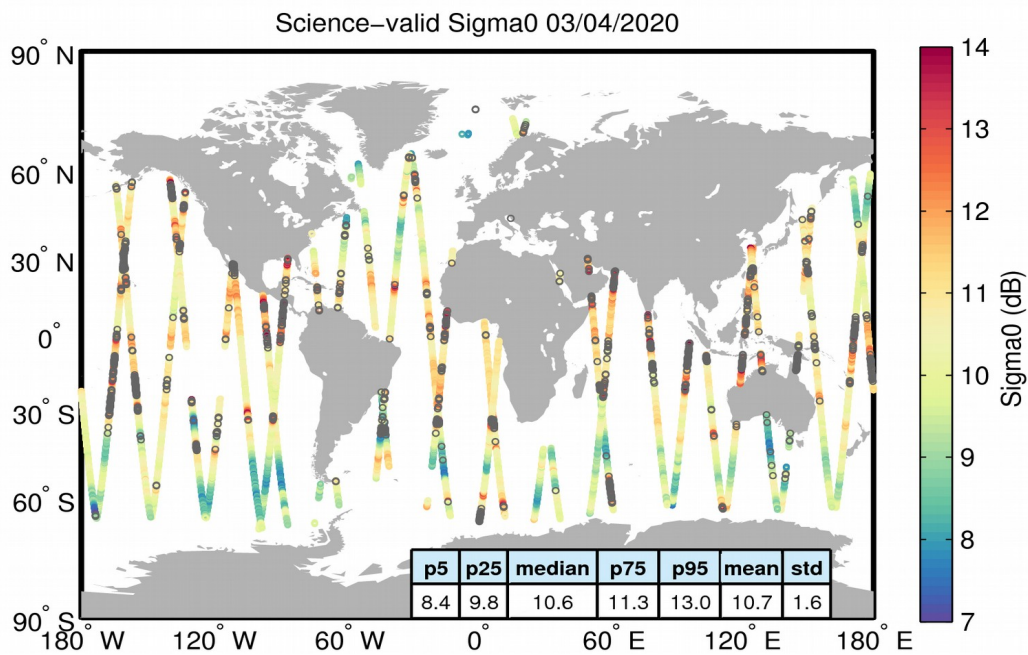 Science−valid Sigma0 03/04/2020
90° N
60° N
30° N
0°
30° S
60° S
90° S
180° W 120° W 60° W 0° 60° E 120° E 180° E
p5 p25 median p75 p95 mean std
8.4 9.8 10.6 11.3 13.0 10.7 1.6
14
13
12
11
10
9
8
7
Sigma0 (dB)